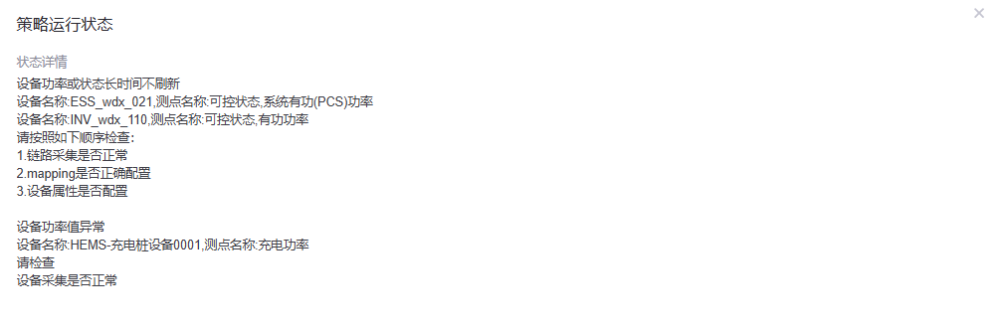 策略运行状态
状态详情
设备功率或状态长时间不刷新
设备名称:ESS_wdx_021,测点名称:可控状态,系统有功(PCS)功率
设备名称:INV_wdx_110,测点名称:可控状态,有功功率
请按照如下顺序检查:
1.链路采集是否正常
2.mapping是否正确配置
3.设备属性是否配置
设备功率值异常
设备名称:HEMS-充电桩设备0001,测点名称:充电功率
请检查
设备采集是否正常